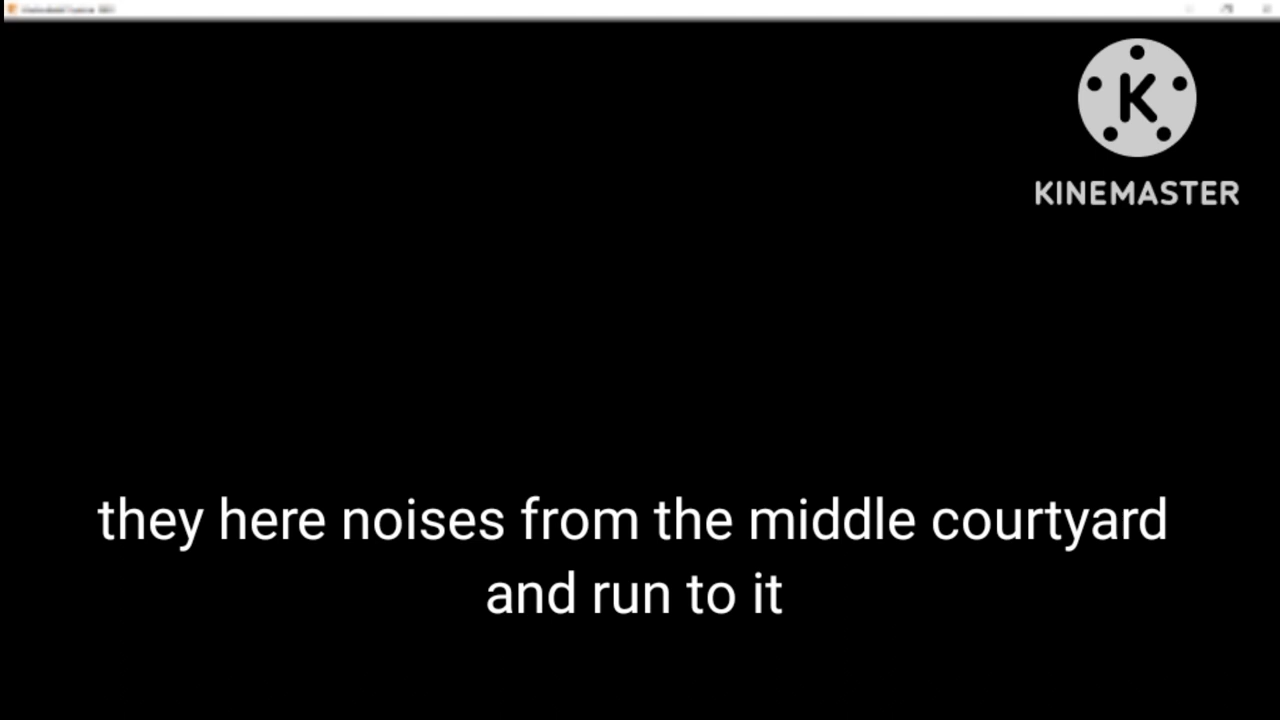 K
KINEMASTER
they here noises from the middle courtyard
and run to it